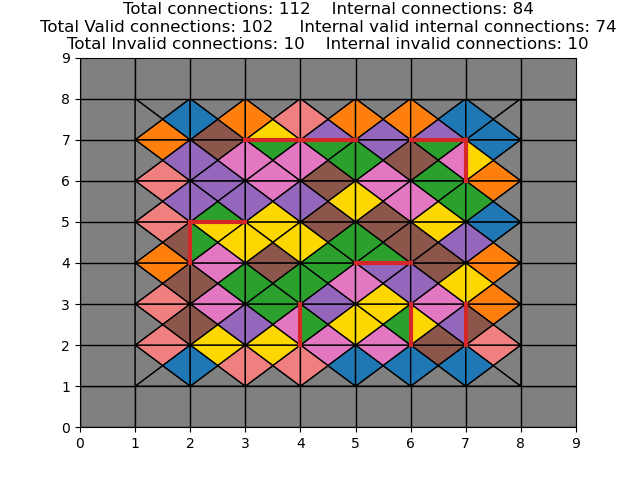 Total connections: 112    Internal connections: 84
Total Valid connections: 102     Internal valid internal connections: 74
Total Invalid connections: 10    Internal invalid connections: 10
9
8
7
6
5
4
3
2
1
0
0 1 2 3 4 5 6 7 8 9